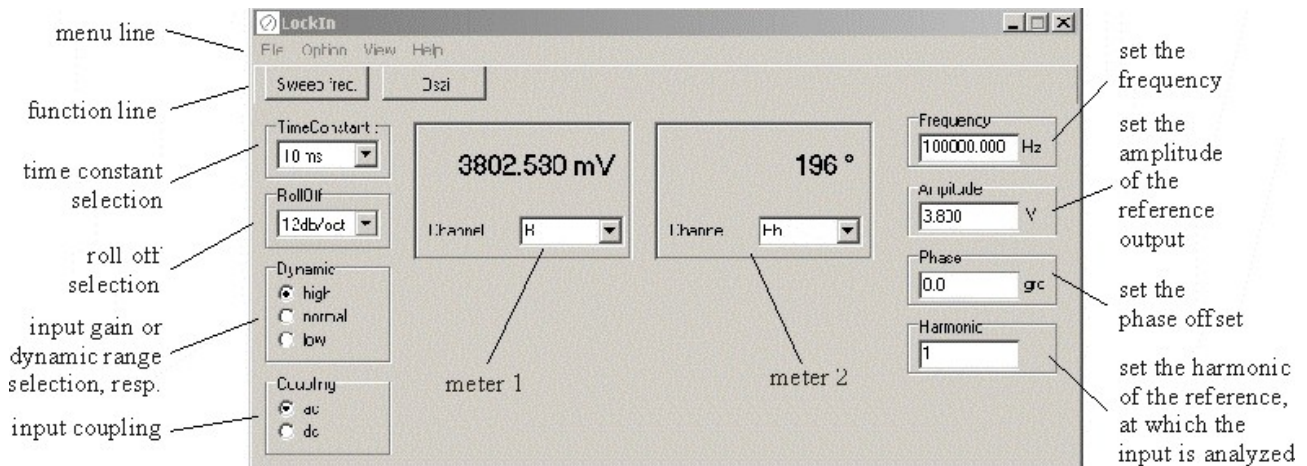 menu line
function line
time constant
selection
roll off
selection
input gain or
dynamic range
selection, resp.
input coupling
LockIn
File Option View Help
Sweep frec. Oszi
TimeConstant :
10 ms
RollOff
12db/oct
Dynamic
high
normal
low
Coupling
ac
dc
3802.530 mV
Channel R
meter 1
196 °
Channel Ph
meter 2
Frequency
100000.000 Hz
Amplitude
3.800 V
Phase
0.0 grc
Harmonic
1
set the
frequency
set the
amplitude
of the
reference
output
set the
phase offset
set the harmonic
of the reference,
at which the
input is analyzed